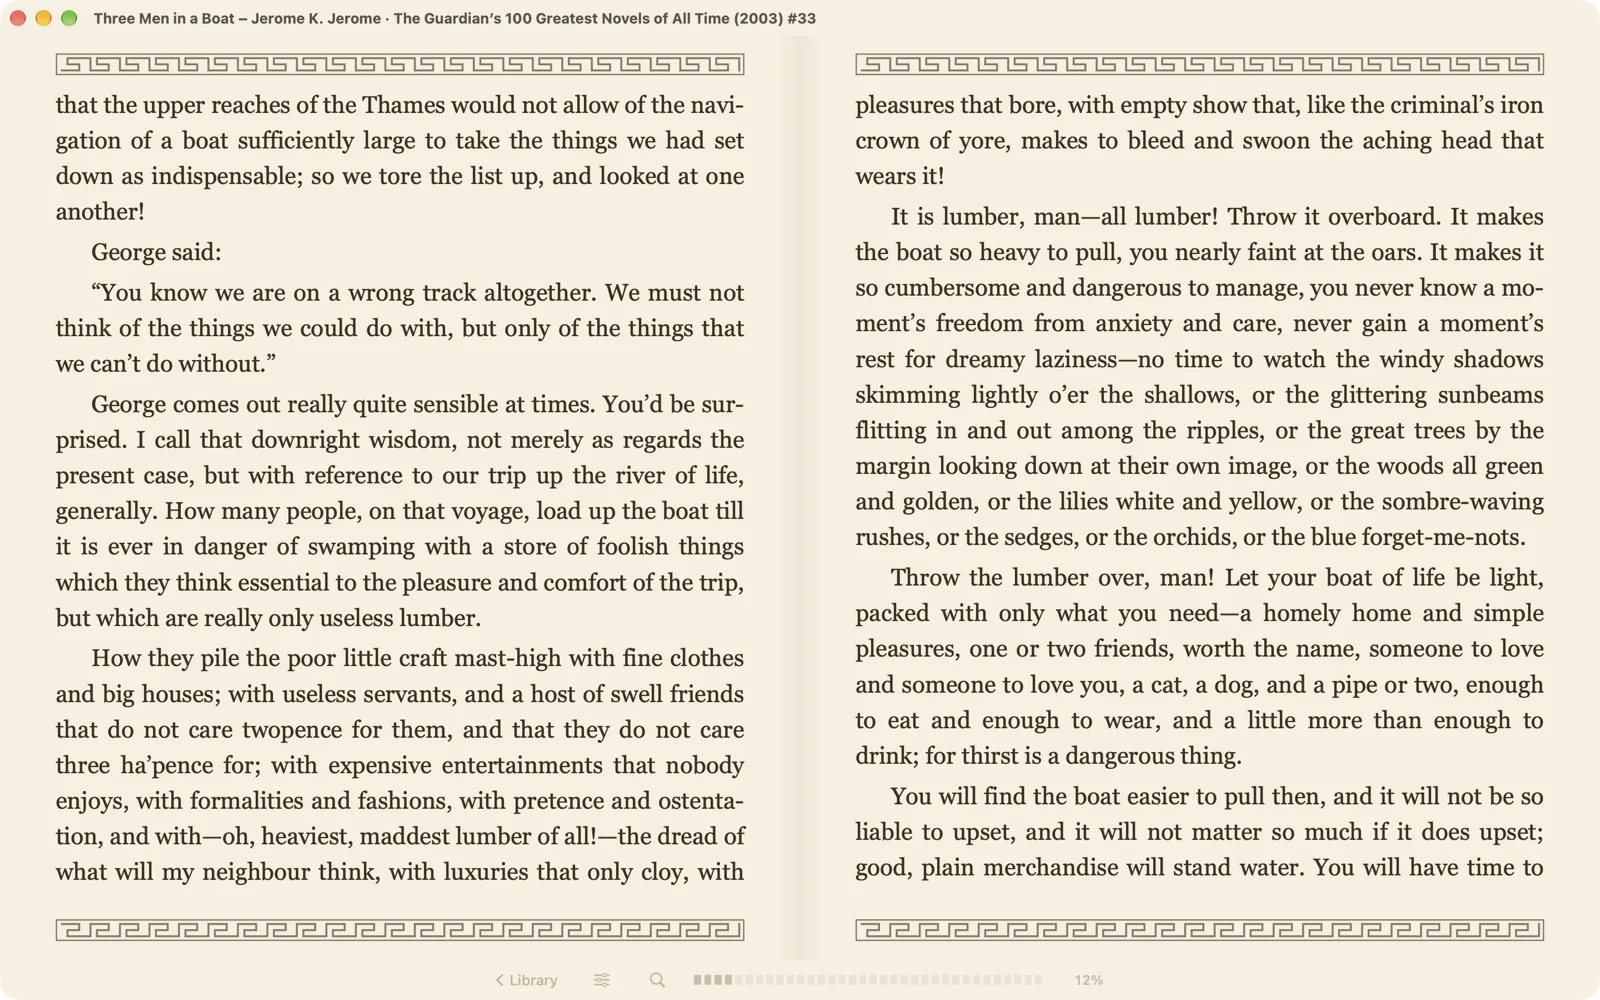 Three Men in a Boat – Jerome K. Jerome · The Guardian’s 100 Greatest Novels of All Time (2003) #33
that the upper reaches of the Thames would not allow of the navi-
gation of a boat sufficiently large to take the things we had set
down as indispensable; so we tore the list up, and looked at one
another!
George said:
“You know we are on a wrong track altogether. We must not
think of the things we could do with, but only of the things that
we can’t do without.”
George comes out really quite sensible at times. You’d be sur-
prised. I call that downright wisdom, not merely as regards the
present case, but with reference to our trip up the river of life,
generally. How many people, on that voyage, load up the boat till
it is ever in danger of swamping with a store of foolish things
which they think essential to the pleasure and comfort of the trip,
but which are really only useless lumber.
How they pile the poor little craft mast-high with fine clothes
and big houses; with useless servants, and a host of swell friends
that do not care twopence for them, and that they do not care
three ha’pence for; with expensive entertainments that nobody
enjoys, with formalities and fashions, with pretence and ostenta-
tion, and with—oh, heaviest, maddest lumber of all!—the dread of
what will my neighbour think, with luxuries that only cloy, with
pleasures that bore, with empty show that, like the criminal’s iron
crown of yore, makes to bleed and swoon the aching head that
wears it!
It is lumber, man—all lumber! Throw it overboard. It makes
the boat so heavy to pull, you nearly faint at the oars. It makes it
so cumbersome and dangerous to manage, you never know a mo-
ment’s freedom from anxiety and care, never gain a moment’s
rest for dreamy laziness—no time to watch the windy shadows
skimming lightly o’er the shallows, or the glittering sunbeams
flitting in and out among the ripples, or the great trees by the
margin looking down at their own image, or the woods all green
and golden, or the lilies white and yellow, or the sombre-waving
rushes, or the sedges, or the orchids, or the blue forget-me-nots.
Throw the lumber over, man! Let your boat of life be light,
packed with only what you need—a homely home and simple
pleasures, one or two friends, worth the name, someone to love
and someone to love you, a cat, a dog, and a pipe or two, enough
to eat and enough to wear, and a little more than enough to
drink; for thirst is a dangerous thing.
You will find the boat easier to pull then, and it will not be so
liable to upset, and it will not matter so much if it does upset;
good, plain merchandise will stand water. You will have time to
Library
12%